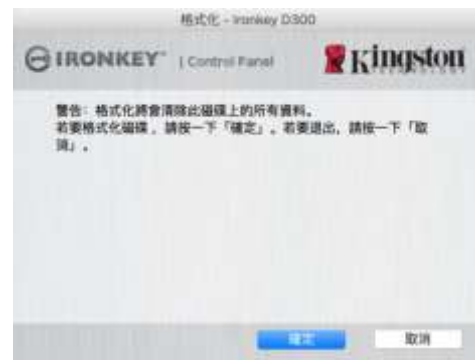 格式化 - Ironkey D300
IRONKEY™ | Control Panel
Kingston
TECHNOLOGY
警告: 格式化將會清除此磁碟上的所有資料。
若要格式化磁碟，請按一下「確定」。若要退出，請按一下「取
消」。
確定
取消